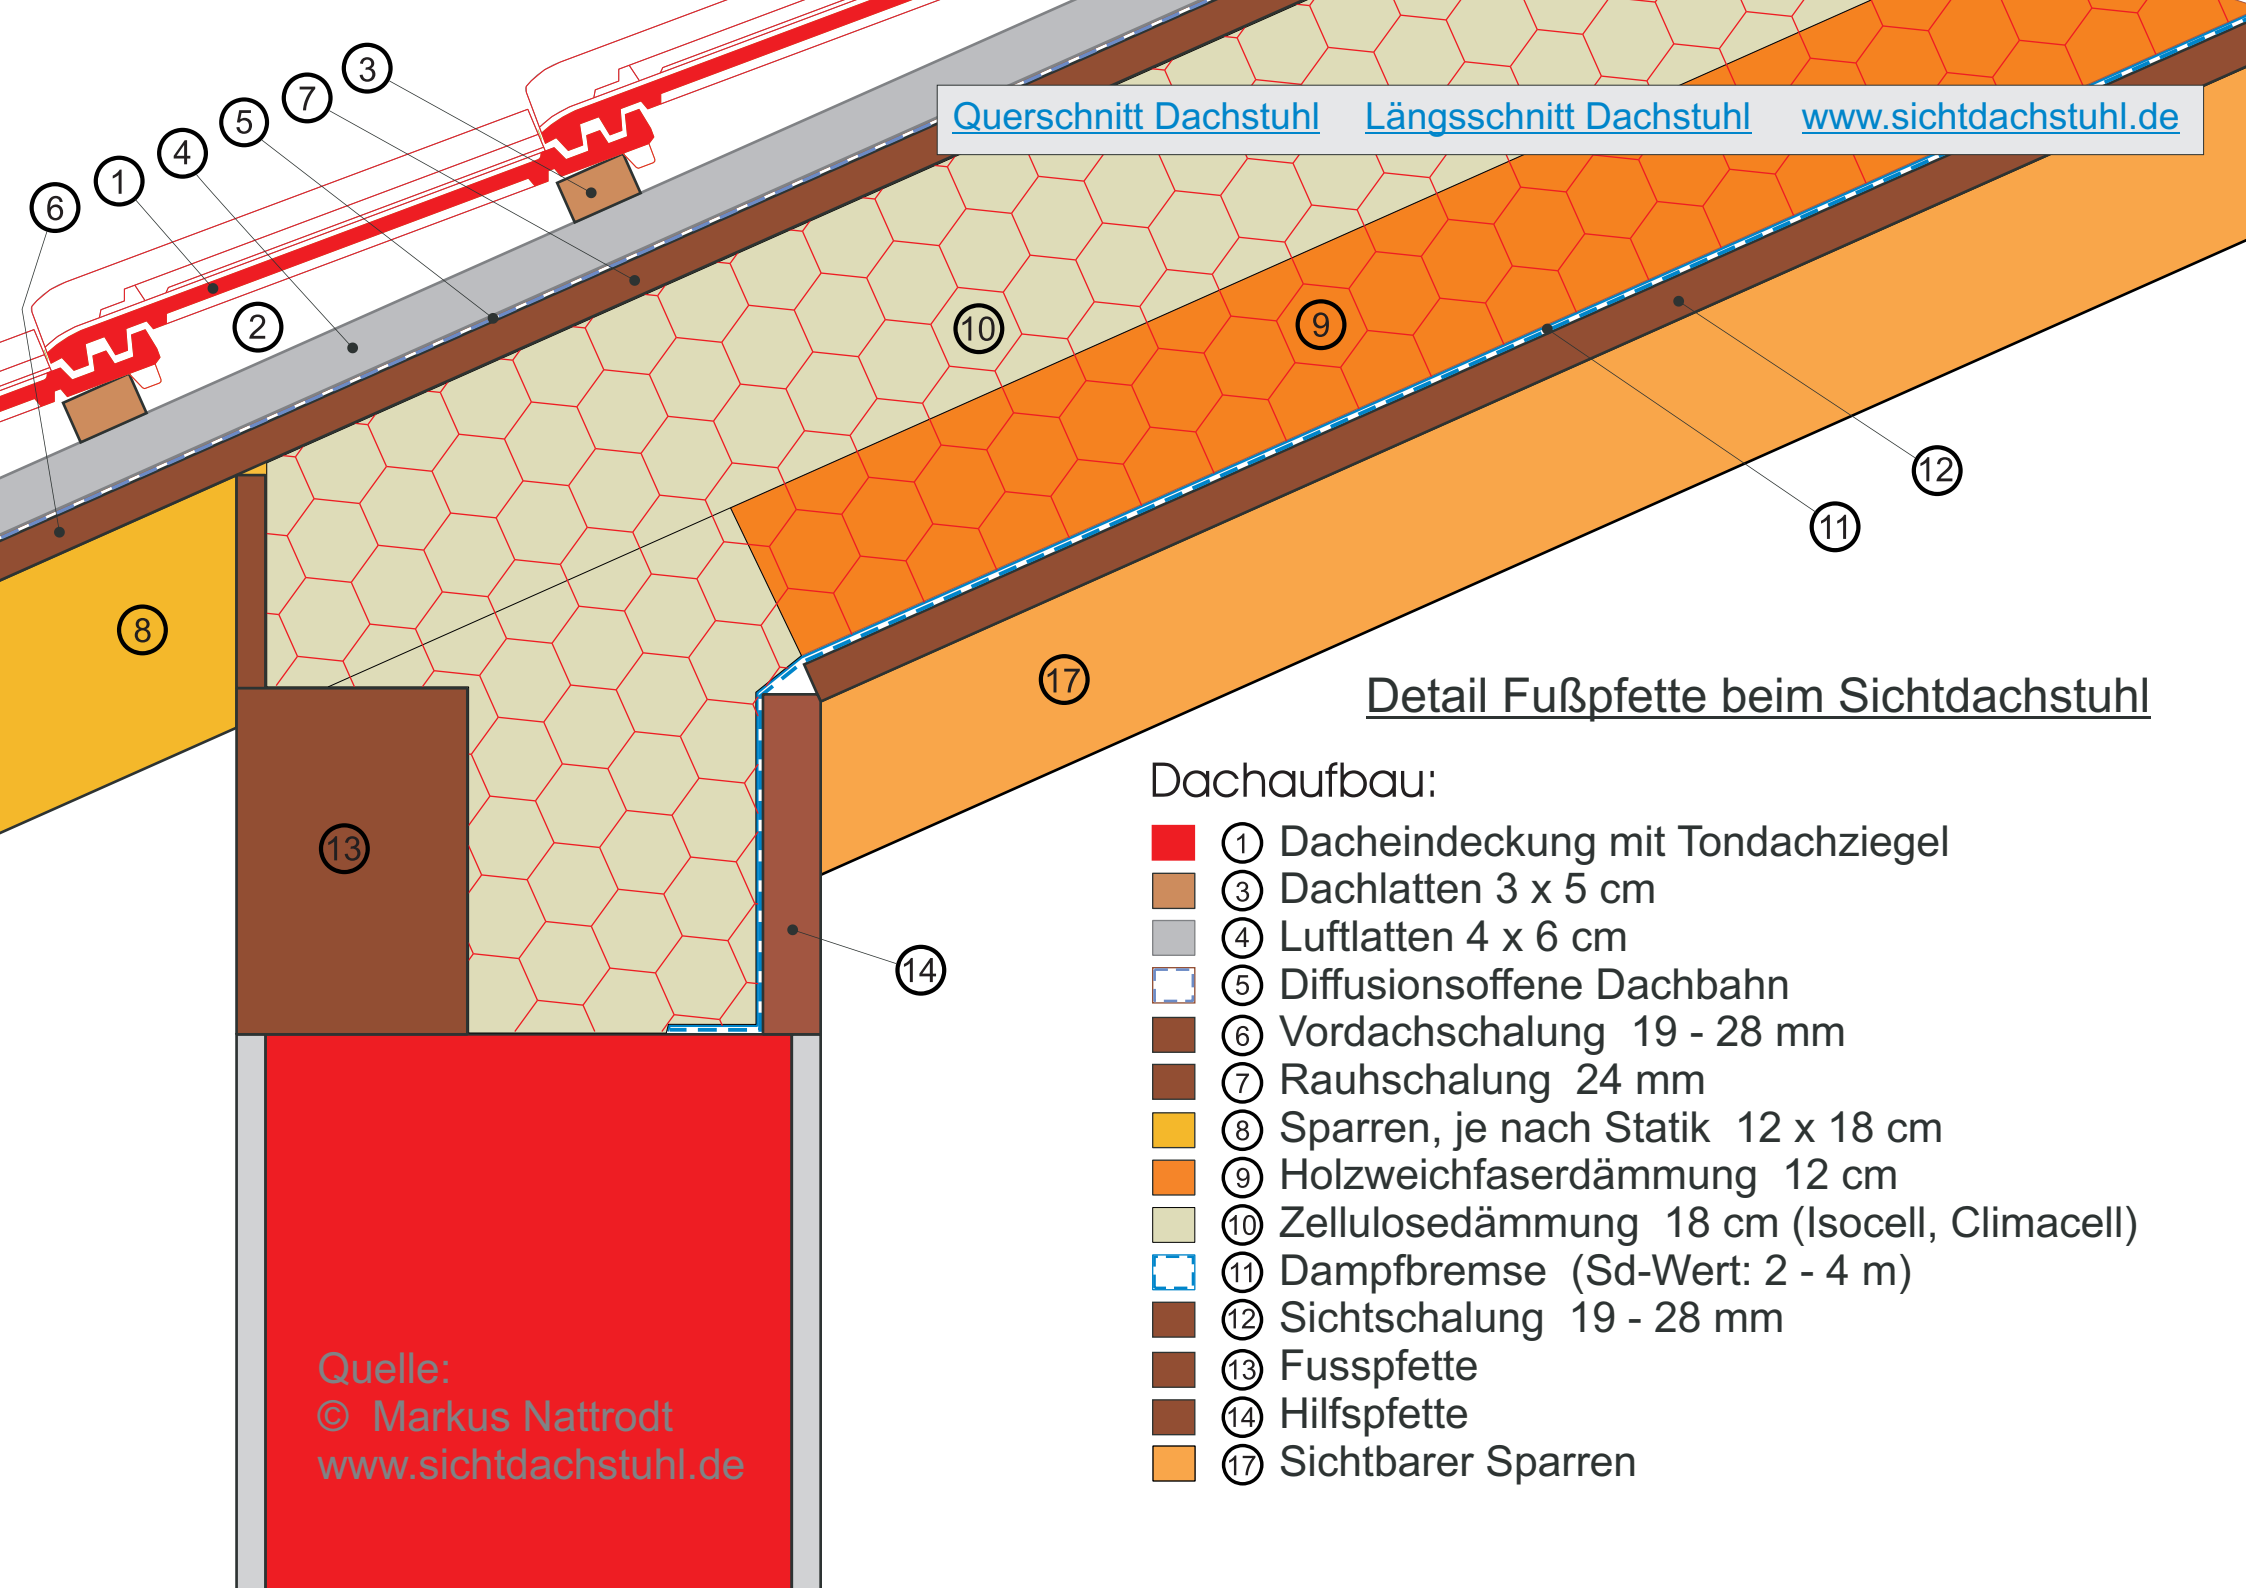 3
7
5
4
1
6
Querschnitt Dachstuhl Längsschnitt Dachstuhl www.sichtdachstuhl.de
2
10
9
12
11
8
17
13
14
Detail Fußpfette beim Sichtdachstuhl
Dachaufbau:
1 Dacheindeckung mit Tondachziegel
3 Dachlatten 3 x 5 cm
4 Luftlatten 4 x 6 cm
5 Diffusionsoffene Dachbahn
6 Vordachschalung 19 - 28 mm
7 Rauhschalung 24 mm
8 Sparren, je nach Statik 12 x 18 cm
9 Holzweichfaserdämmung 12 cm
10 Zellulosedämmung 18 cm (Isocell, Climacell)
11 Dampfbremse (Sd-Wert: 2 - 4 m)
12 Sichtschalung 19 - 28 mm
13 Fusspfette
14 Hilfspfette
17 Sichtbarer Sparren
Quelle:
© Markus Nattrodt
www.sichtdachstuhl.de